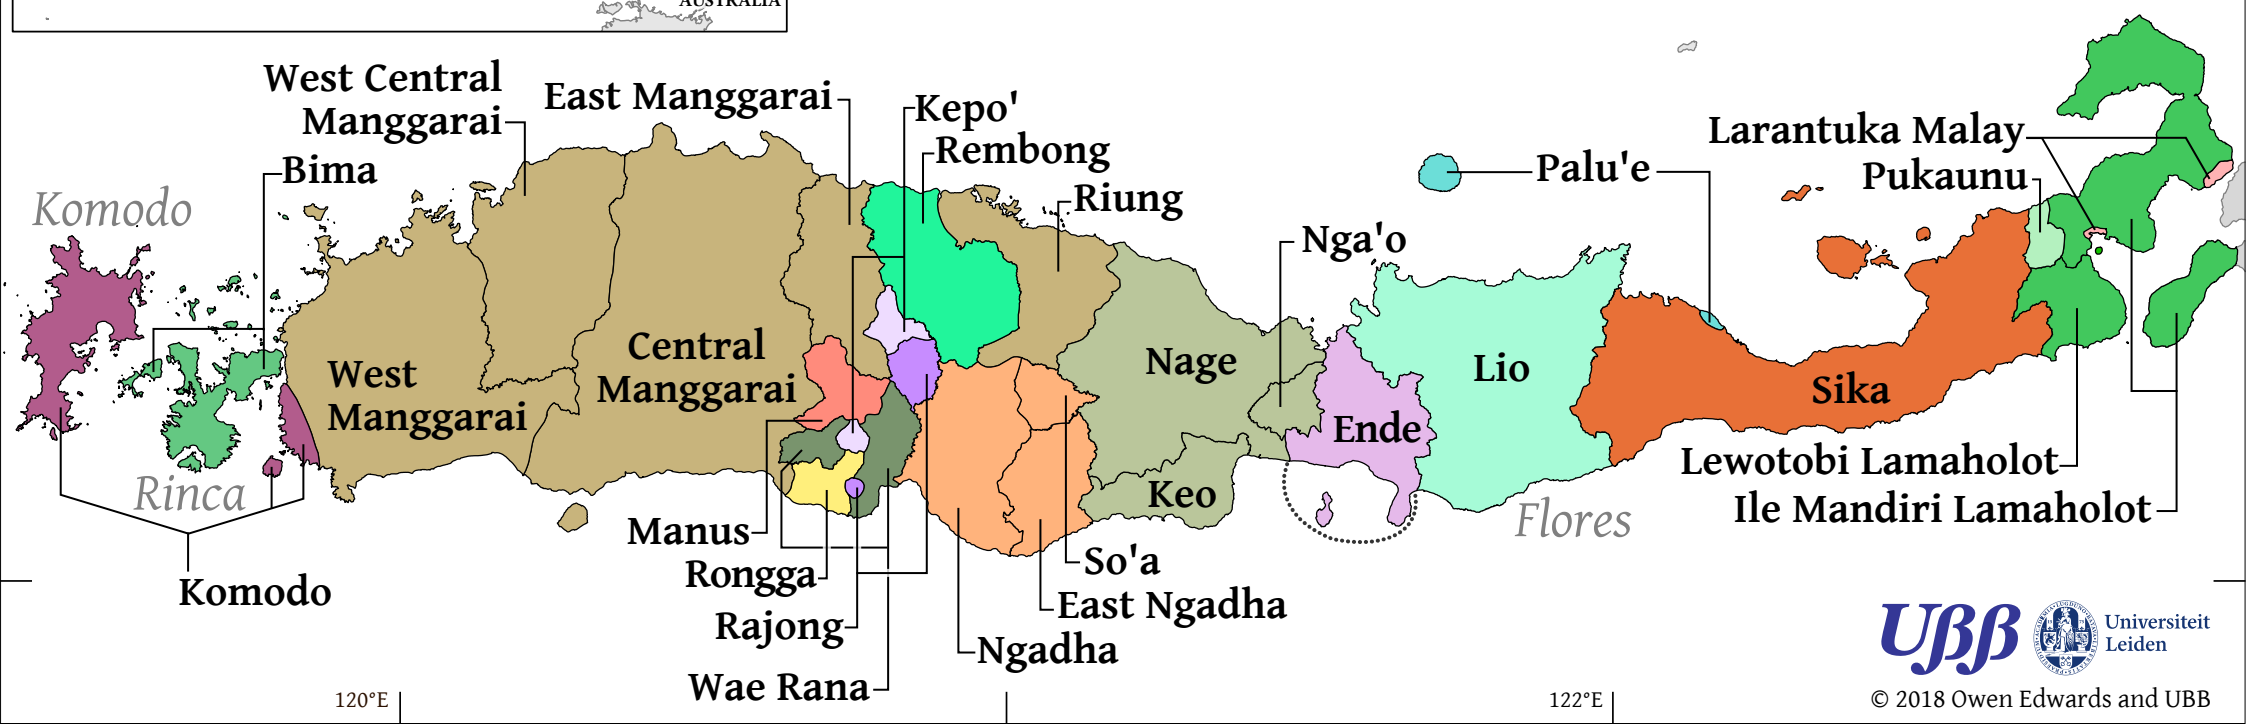 AUSTRALIA
West Central
Manggarai
East Manggarai
Kepo'
Rembong
Bima
Riung
Komodo
Larantuka Malay
Palu'e
Pukaunu
Nga'o
West
Manggarai
Central
Manggarai
Nage
Lio
Sika
Ende
Keo
Rinca
Flores
Lewotobi Lamaholot
Ile Mandiri Lamaholot
Manus
Rongga
Rajong
Wae Rana
So'a
East Ngadha
Ngadha
Komodo
UBB
Universiteit
Leiden
120°E
122°E
© 2018 Owen Edwards and UBB